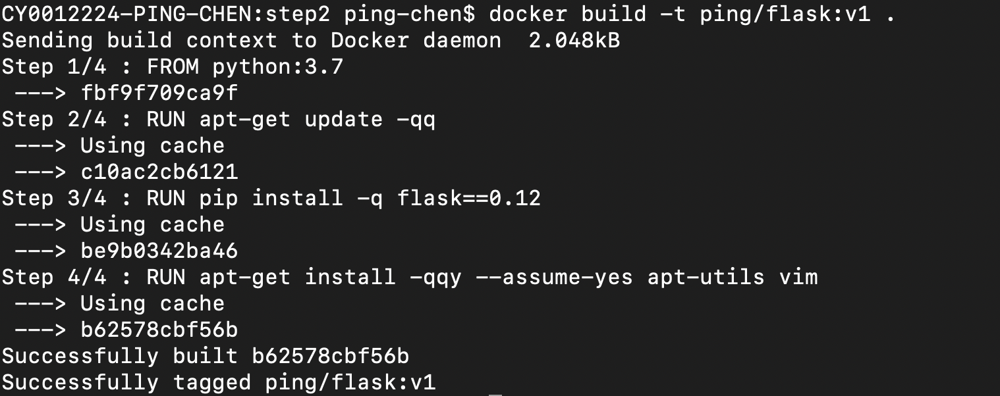 CY0012224-PING-CHEN:step2 ping-chen$ docker build -t ping/flask:v1 .
Sending build context to Docker daemon  2.048kB
Step 1/4 : FROM python:3.7
 ---> fbf9f709ca9f
Step 2/4 : RUN apt-get update -qq
 ---> Using cache
 ---> c10ac2cb6121
Step 3/4 : RUN pip install -q flask==0.12
 ---> Using cache
 ---> be9b0342ba46
Step 4/4 : RUN apt-get install -qqy --assume-yes apt-utils vim
 ---> Using cache
 ---> b62578cbf56b
Successfully built b62578cbf56b
Successfully tagged ping/flask:v1